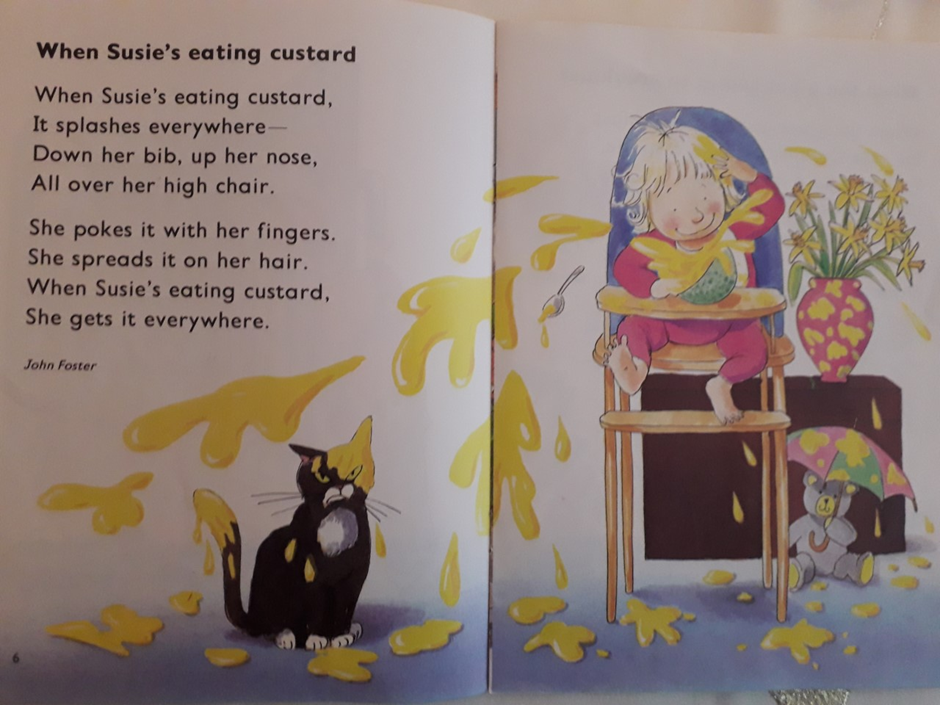 When Susie's eating custard
When Susie's eating custard,
It splashes everywhere—
Down her bib, up her nose,
All over her high chair.
She pokes it with her fingers.
She spreads it on her hair.
When Susie's eating custard,
She gets it everywhere.
John Foster
6